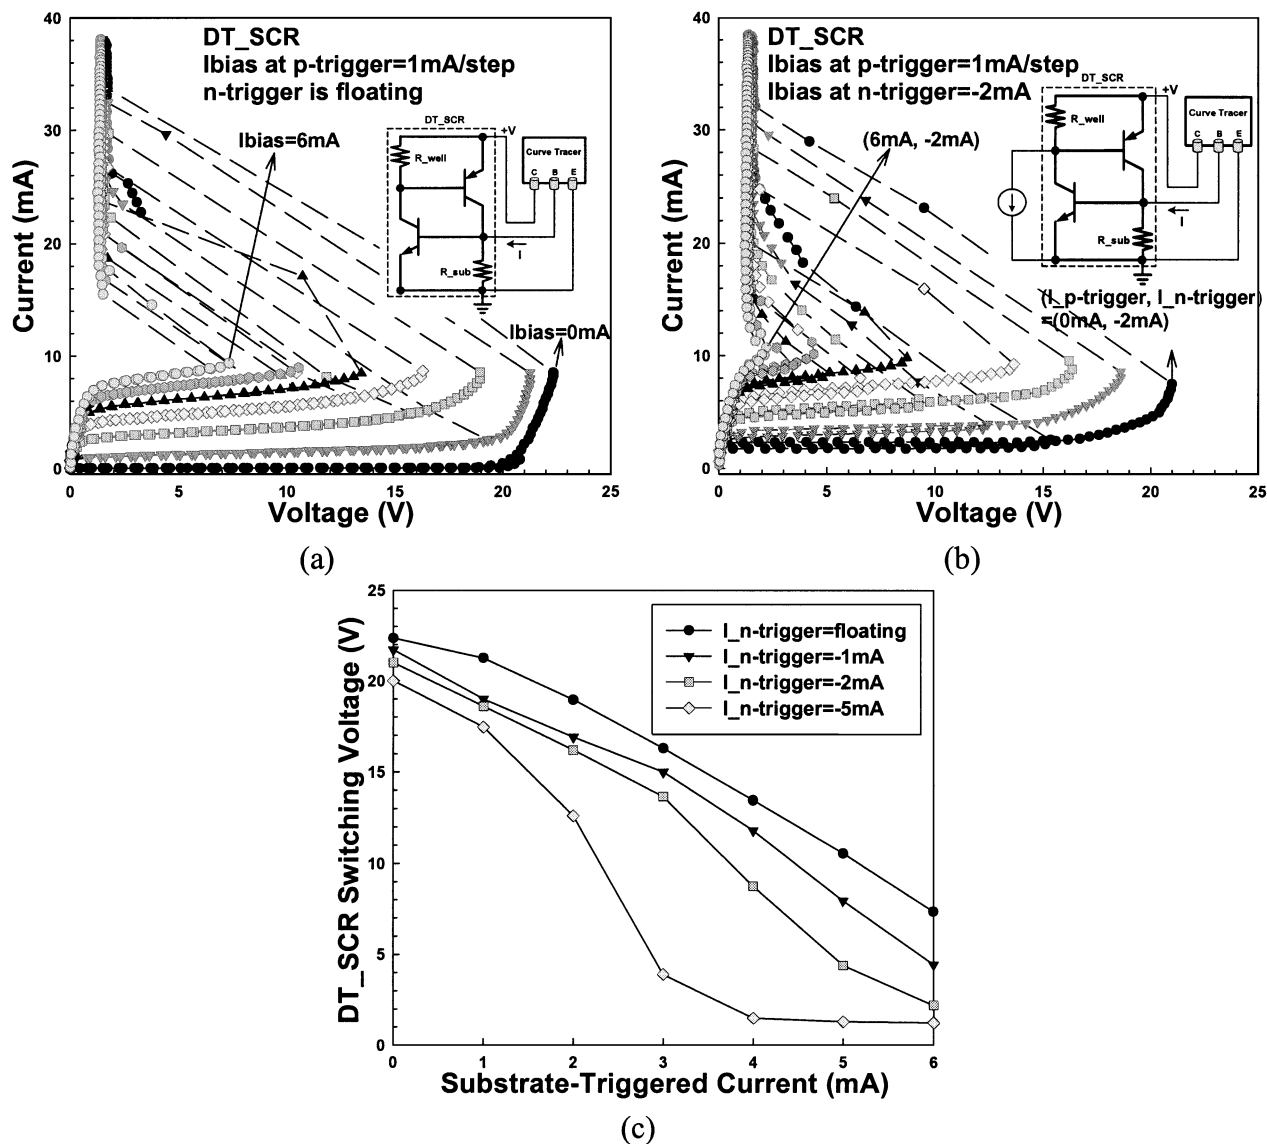 DT_SCR
Ibias at p-trigger=1mA/step
n-trigger is floating
Ibias=6mA
DT_SCR
R_well
R_sub
+V
I
Curve Tracer
C B E
Ibias=0mA
Current (mA)
40
30
20
10
0
0 5 10 15 20 25
Voltage (V)
(a)
DT_SCR
Ibias at p-trigger=1mA/step
Ibias at n-trigger=-2mA
(6mA, -2mA)
DT_SCR
R_well
R_sub
+V
I
Curve Tracer
C B E
(I_p-trigger, I_n-trigger)
=(0mA, -2mA)
Current (mA)
40
30
20
10
0
0 5 10 15 20 25
Voltage (V)
(b)
DT_SCR Switching Voltage (V)
25
20
15
10
5
0
I_n-trigger=floating
I_n-trigger=-1mA
I_n-trigger=-2mA
I_n-trigger=-5mA
0 1 2 3 4 5 6
Substrate-Triggered Current (mA)
(c)